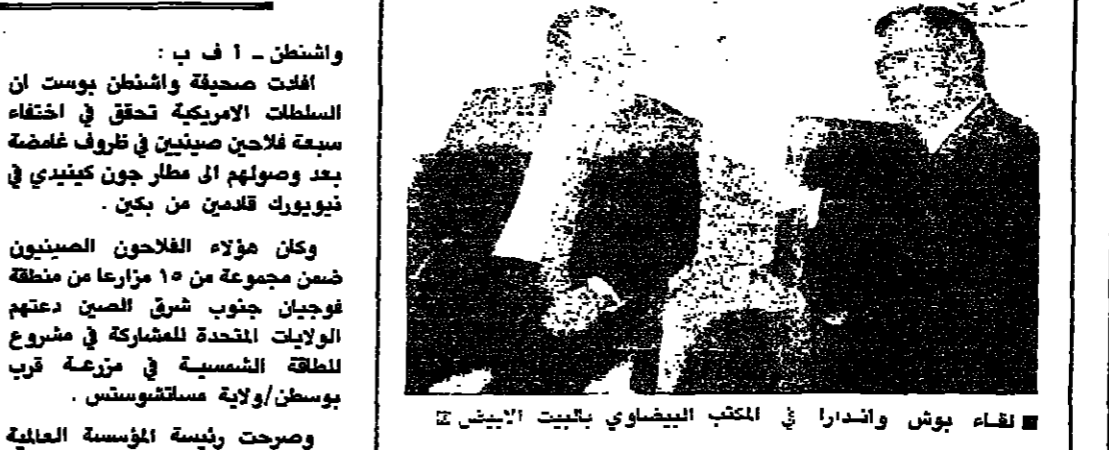 واشنطن ـ أ ف ب :
افادت صحيفة واشنطن بوست ان
السلطات الامريكية تحقق في اختفاء
سبعة فلاحين صينيين في ظروف غامضة
بعد وصولهم الى مطار جون كينيدي في
نيويورك قادمين من بكين .
وكان هؤلاء الفلاحون الصينيون
ضمن مجموعة من ١٥ مزارعا من منطقة
فوجيان جنوب شرق الصين دعتهم
الولايات المتحدة للمشاركة في مشروع
للطاقة الشمسية في مزرعة قرب
بوسطن/ولاية مساتشوستس .
وصرحت رئيسة المؤسسة العالمية
لقاء بوش واندارا في المكتب البيضاوي بالبيت الابيض